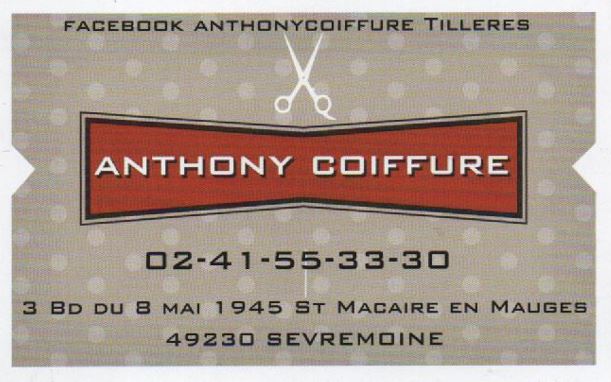 FACEBOOK ANTHONYCOIFFURE TILLERES
ANTHONY COIFFURE
02-41-55-33-30
3 BD DU 8 MAI 1945 ST MACAIRE EN MAUGES
49230 SEVREMOINE